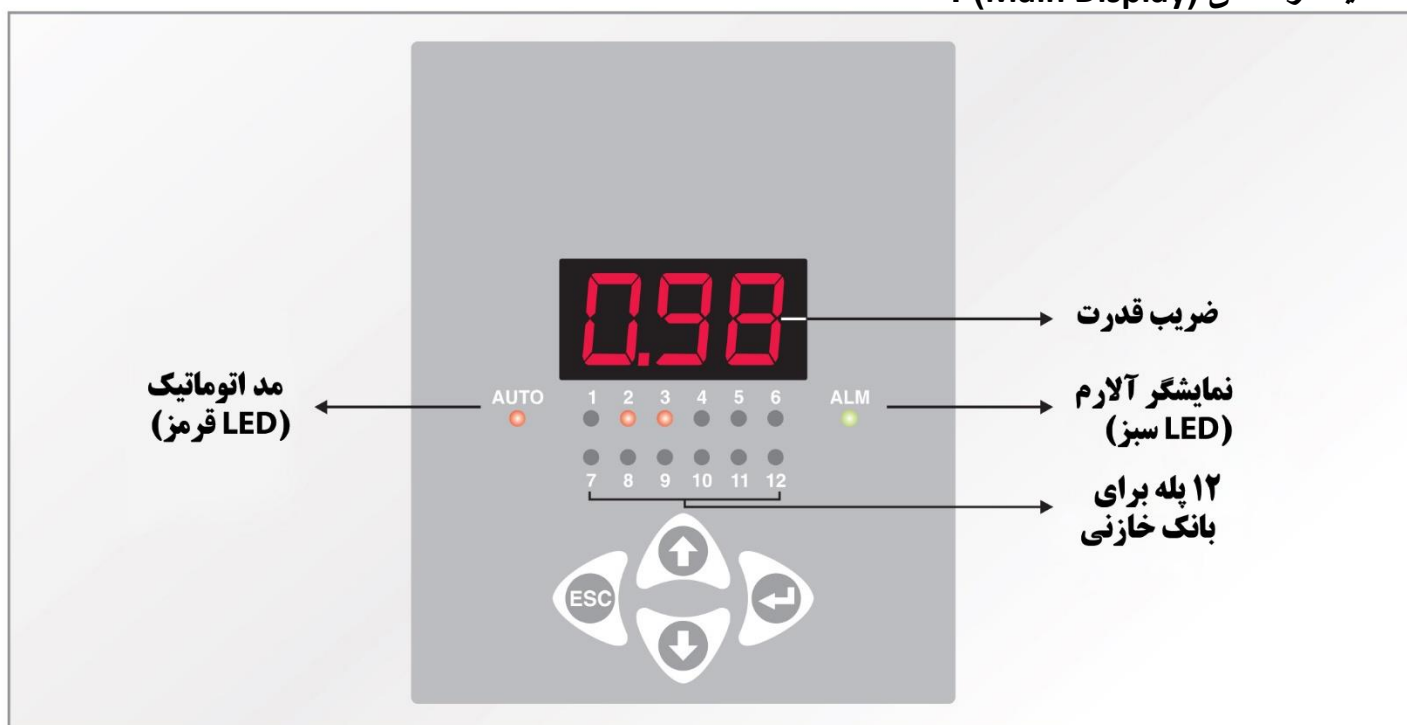 (Main Display)
0.98
ضریب قدرت
AUTO 1 2 3 4 5 6 ALM
نمایشگر آلارم
(LED سبز)
مد اتوماتیک
(LED قرمز)
7 8 9 10 11 12
۱۲ پله برای
بانک خازنی
ESC